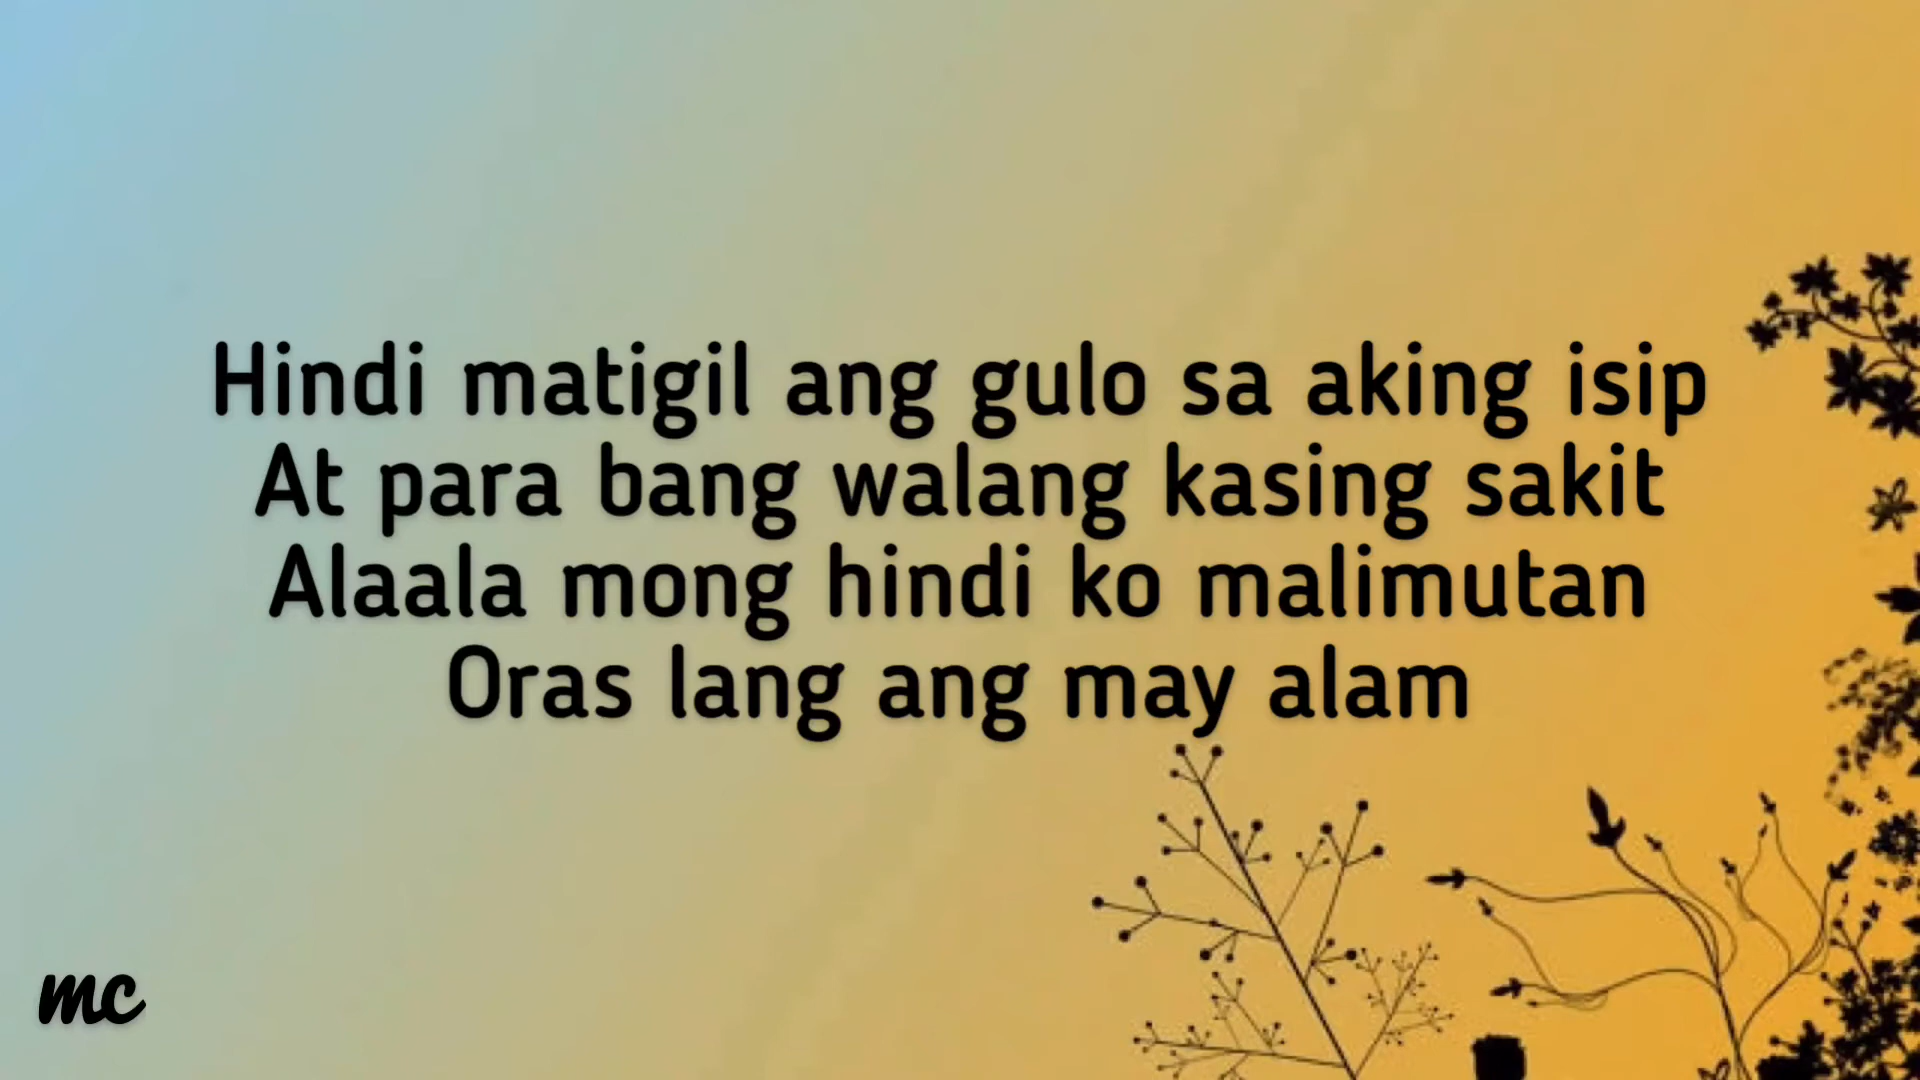 Hindi matigil ang gulo sa aking isip
At para bang walang kasing sakit
Alaala mong hindi ko malimutan
Oras lang ang may alam
mc